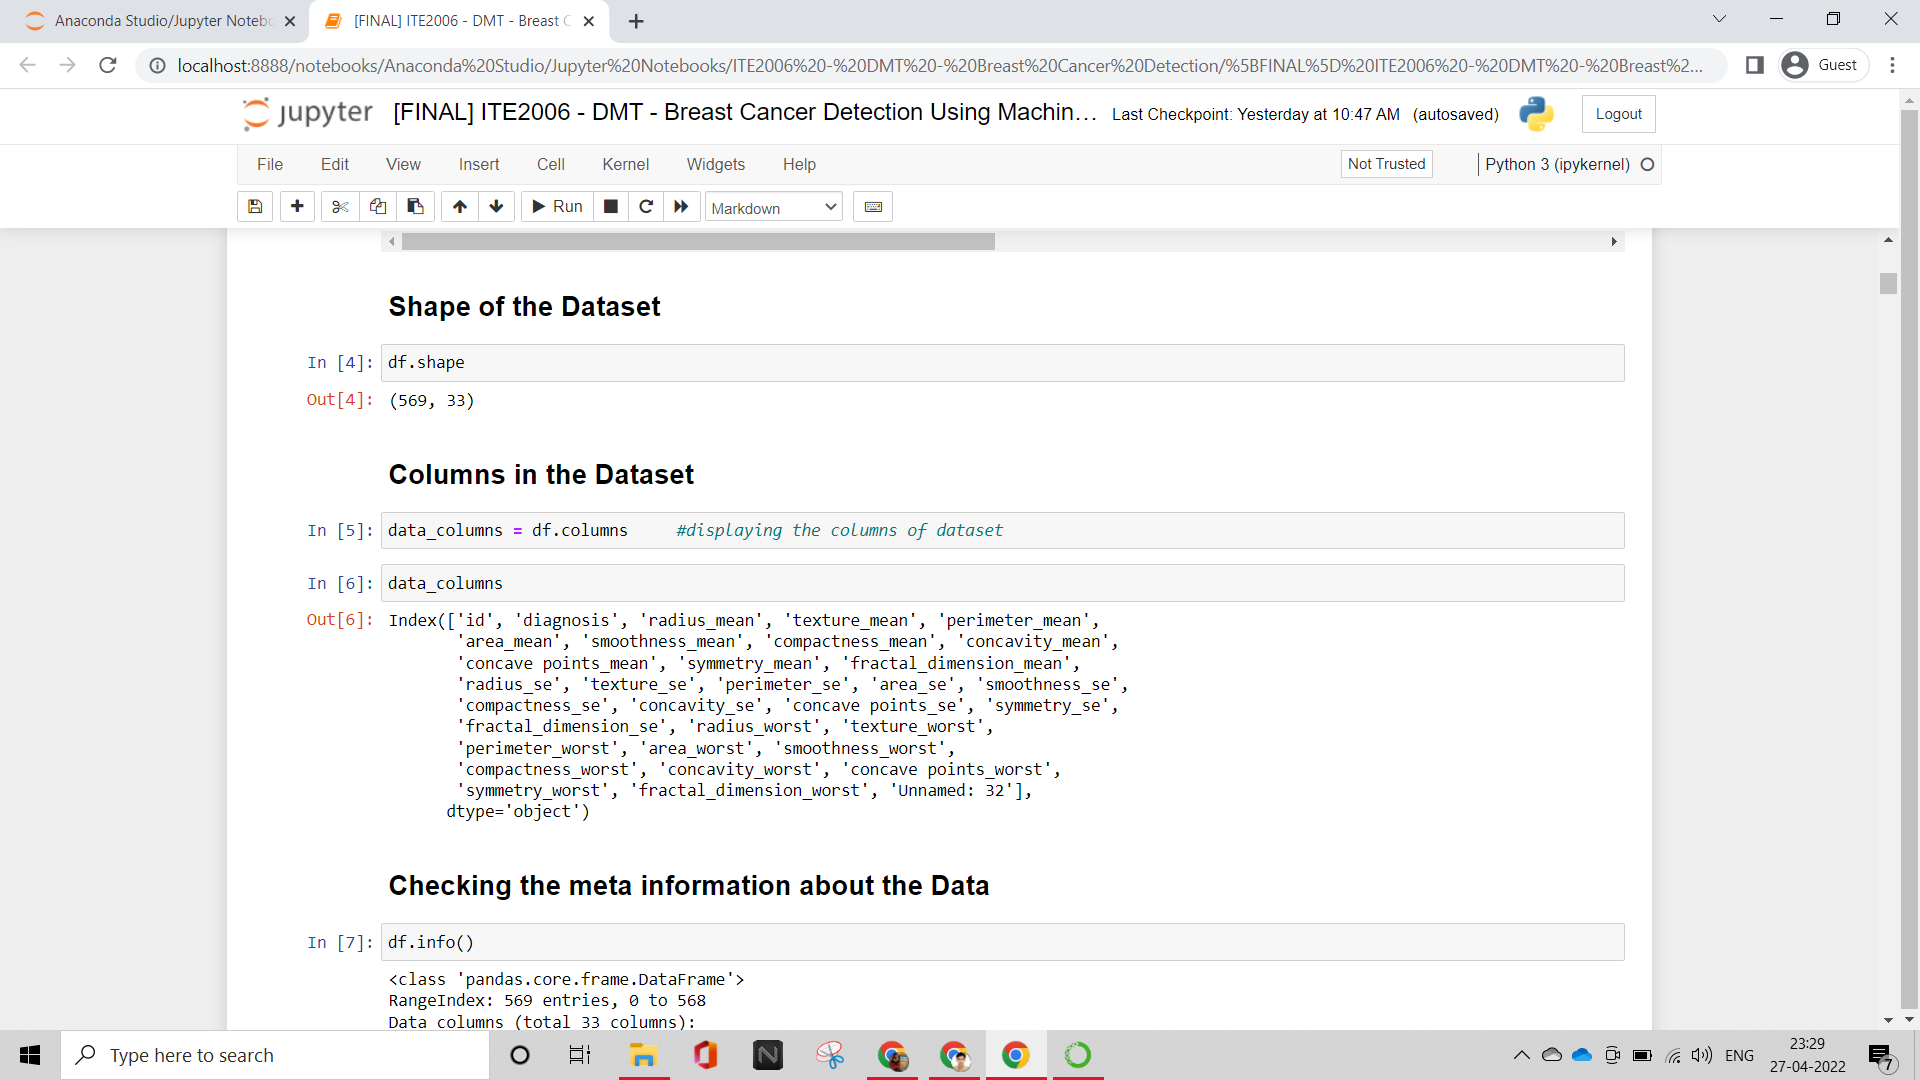 Anaconda Studio/Jupyter Noteb
[FINAL] ITE2006 - DMT - Breast C
localhost:8888/notebooks/Anaconda%20Studio/Jupyter%20Notebooks/ITE2006%20-%20DMT%20-%20Breast%20Cancer%20Detection/%5BFINAL%5D%20ITE2006%20-%20DMT%20-%20Breast%2...
Guest
jupyter [FINAL] ITE2006 - DMT - Breast Cancer Detection Using Machin... Last Checkpoint: Yesterday at 10:47 AM (autosaved) Logout
File Edit View Insert Cell Kernel Widgets Help Not Trusted Python 3 (ipykernel)
Run Markdown
Shape of the Dataset
In [4]: df.shape
Out[4]: (569, 33)
Columns in the Dataset
In [5]: data_columns = df.columns     #displaying the columns of dataset
In [6]: data_columns
Out[6]: Index(['id', 'diagnosis', 'radius_mean', 'texture_mean', 'perimeter_mean',
'area_mean', 'smoothness_mean', 'compactness_mean', 'concavity_mean',
'concave points_mean', 'symmetry_mean', 'fractal_dimension_mean',
'radius_se', 'texture_se', 'perimeter_se', 'area_se', 'smoothness_se',
'compactness_se', 'concavity_se', 'concave points_se', 'symmetry_se',
'fractal_dimension_se', 'radius_worst', 'texture_worst',
'perimeter_worst', 'area_worst', 'smoothness_worst',
'compactness_worst', 'concavity_worst', 'concave points_worst',
'symmetry_worst', 'fractal_dimension_worst', 'Unnamed: 32'],
dtype='object')
Checking the meta information about the Data
In [7]: df.info()
<class 'pandas.core.frame.DataFrame'>
RangeIndex: 569 entries, 0 to 568
Data columns (total 33 columns):
Type here to search
N
ENG
23:29
27-04-2022
7